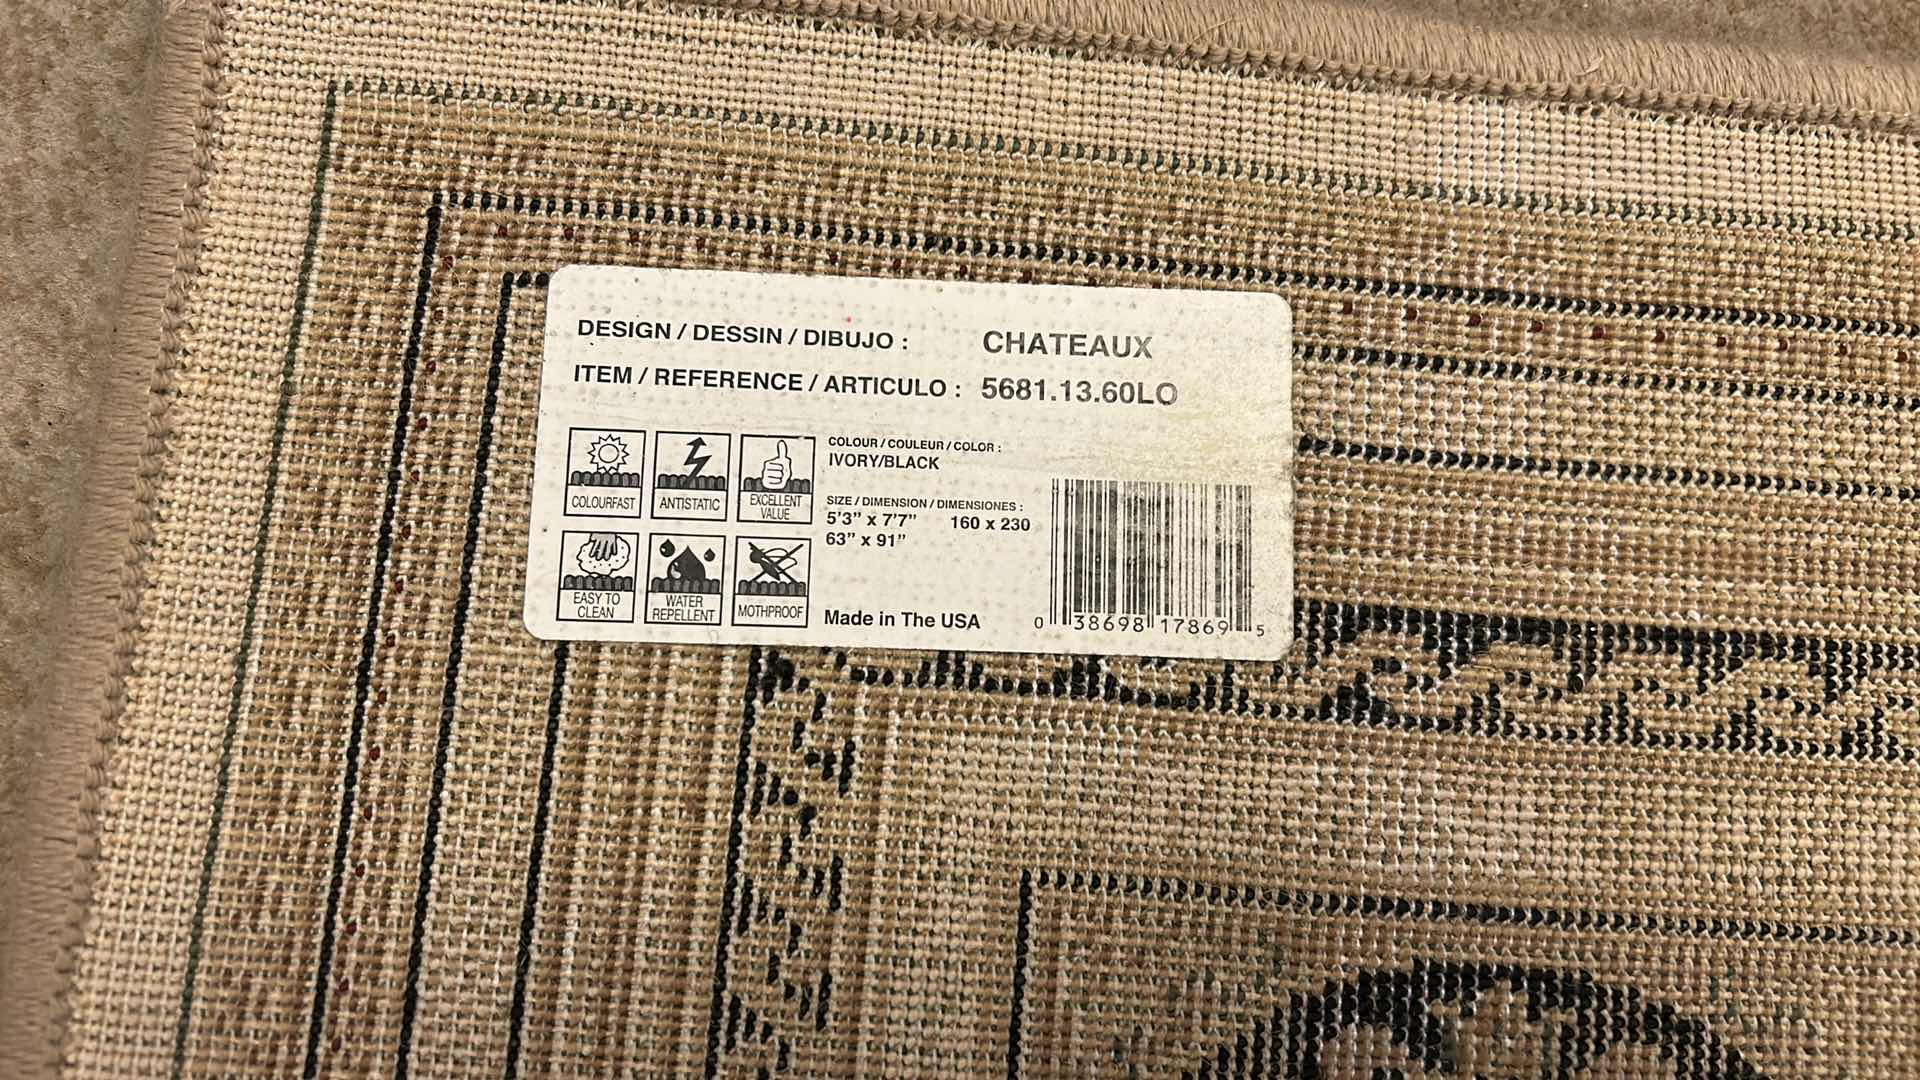 DESIGN / DESSIN / DIBUJO : CHATEAUX
ITEM / REFERENCE / ARTICULO : 5681.13.60LO
COLOURFAST
ANTISTATIC
EXCELLENT
VALUE
EASY TO
CLEAN
WATER
REPELLENT
MOTHPROOF
COLOUR / COULEUR / COLOR :
IVORY/BLACK
SIZE / DIMENSION / DIMENSIONES :
5'3" x 7'7" 160 x 230
63" x 91"
Made in The USA
0 38698 17869 5